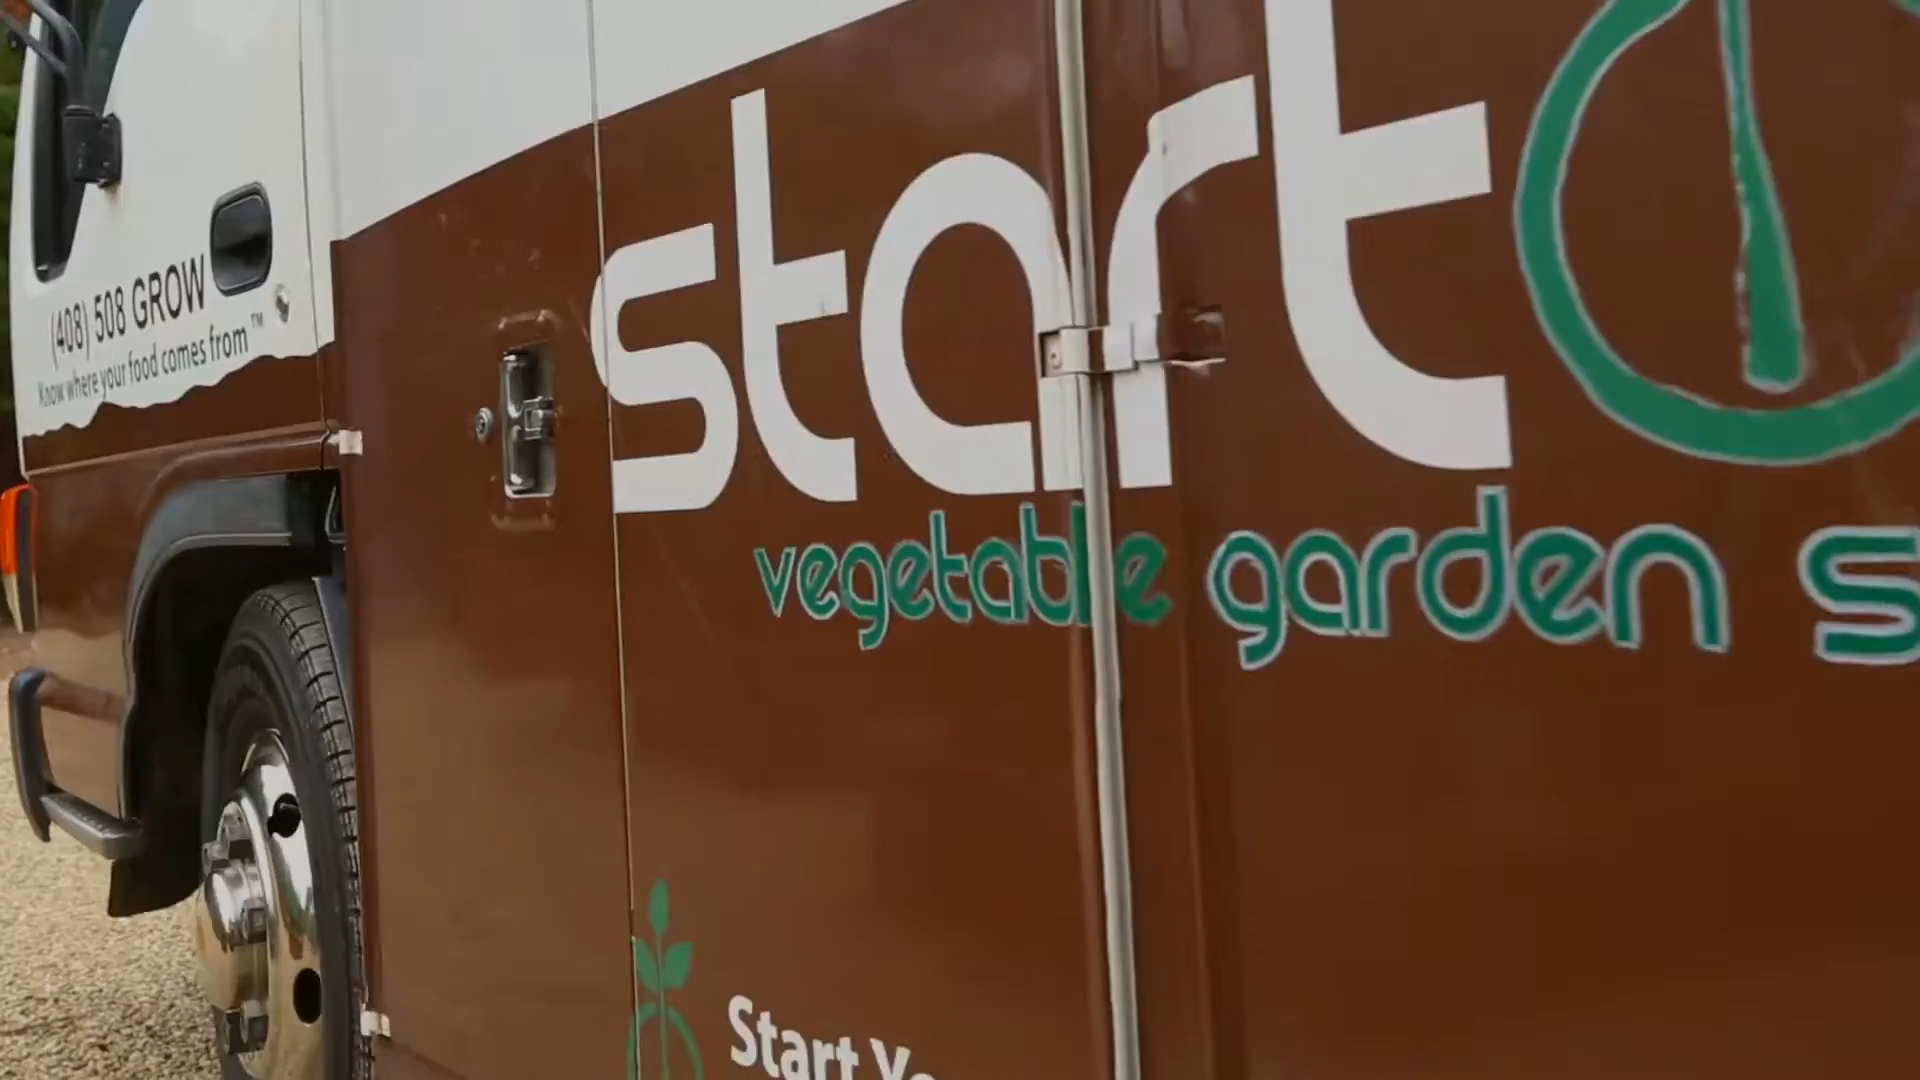 (408) 508 GROW
Know where your food comes from™
start
vegetable garden
Start